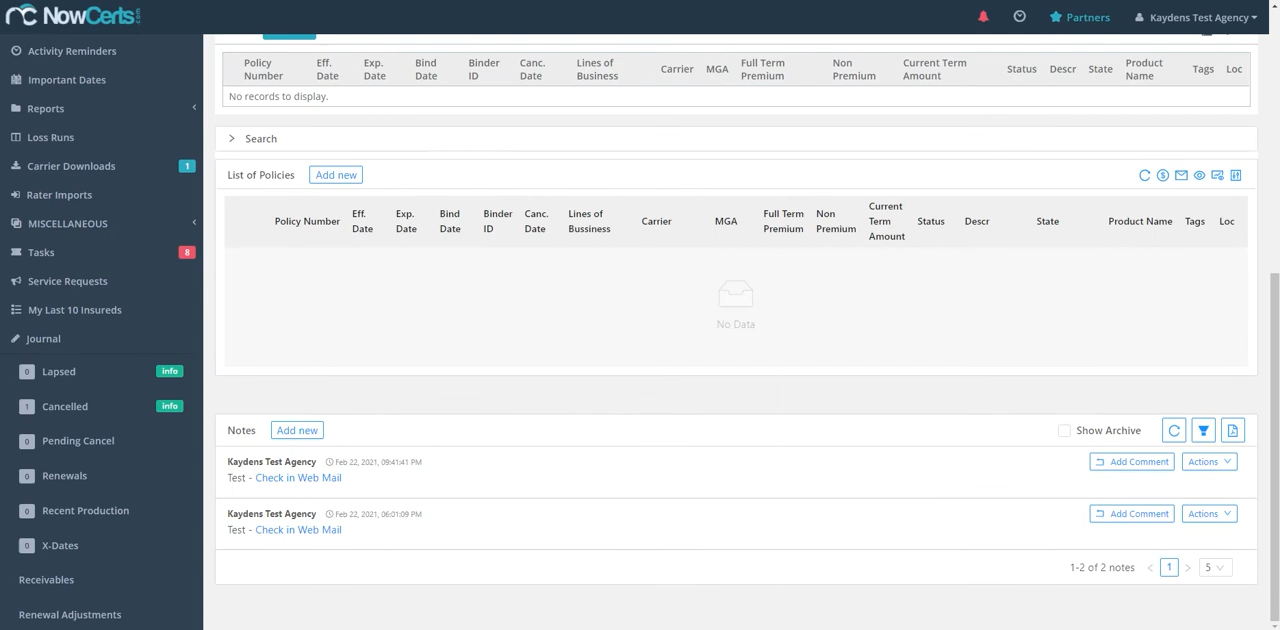 NowCerts.com
Partners
Kaydens Test Agency
Activity Reminders
Important Dates
Reports
Loss Runs
Carrier Downloads 1
Rater Imports
MISCELLANEOUS
Tasks 8
Service Requests
My Last 10 Insureds
Journal
0 Lapsed info
1 Cancelled info
0 Pending Cancel
0 Renewals
0 Recent Production
0 X-Dates
Receivables
Renewal Adjustments
Policy Number Eff. Date Exp. Date Bind Date Binder ID Canc. Date Lines of Business Carrier MGA Full Term Premium Non Premium Current Term Amount Status Descr State Product Name Tags Loc
No records to display.
Search
List of Policies Add new
Policy Number Eff. Date Exp. Date Bind Date Binder ID Canc. Date Lines of Bussiness Carrier MGA Full Term Premium Non Premium Current Term Amount Status Descr State Product Name Tags Loc
No Data
Notes Add new Show Archive
Kaydens Test Agency Feb 22, 2021, 09:41:41 PM Add Comment Actions
Test - Check in Web Mail
Kaydens Test Agency Feb 22, 2021, 06:01:09 PM Add Comment Actions
Test - Check in Web Mail
1-2 of 2 notes < 1 > 5